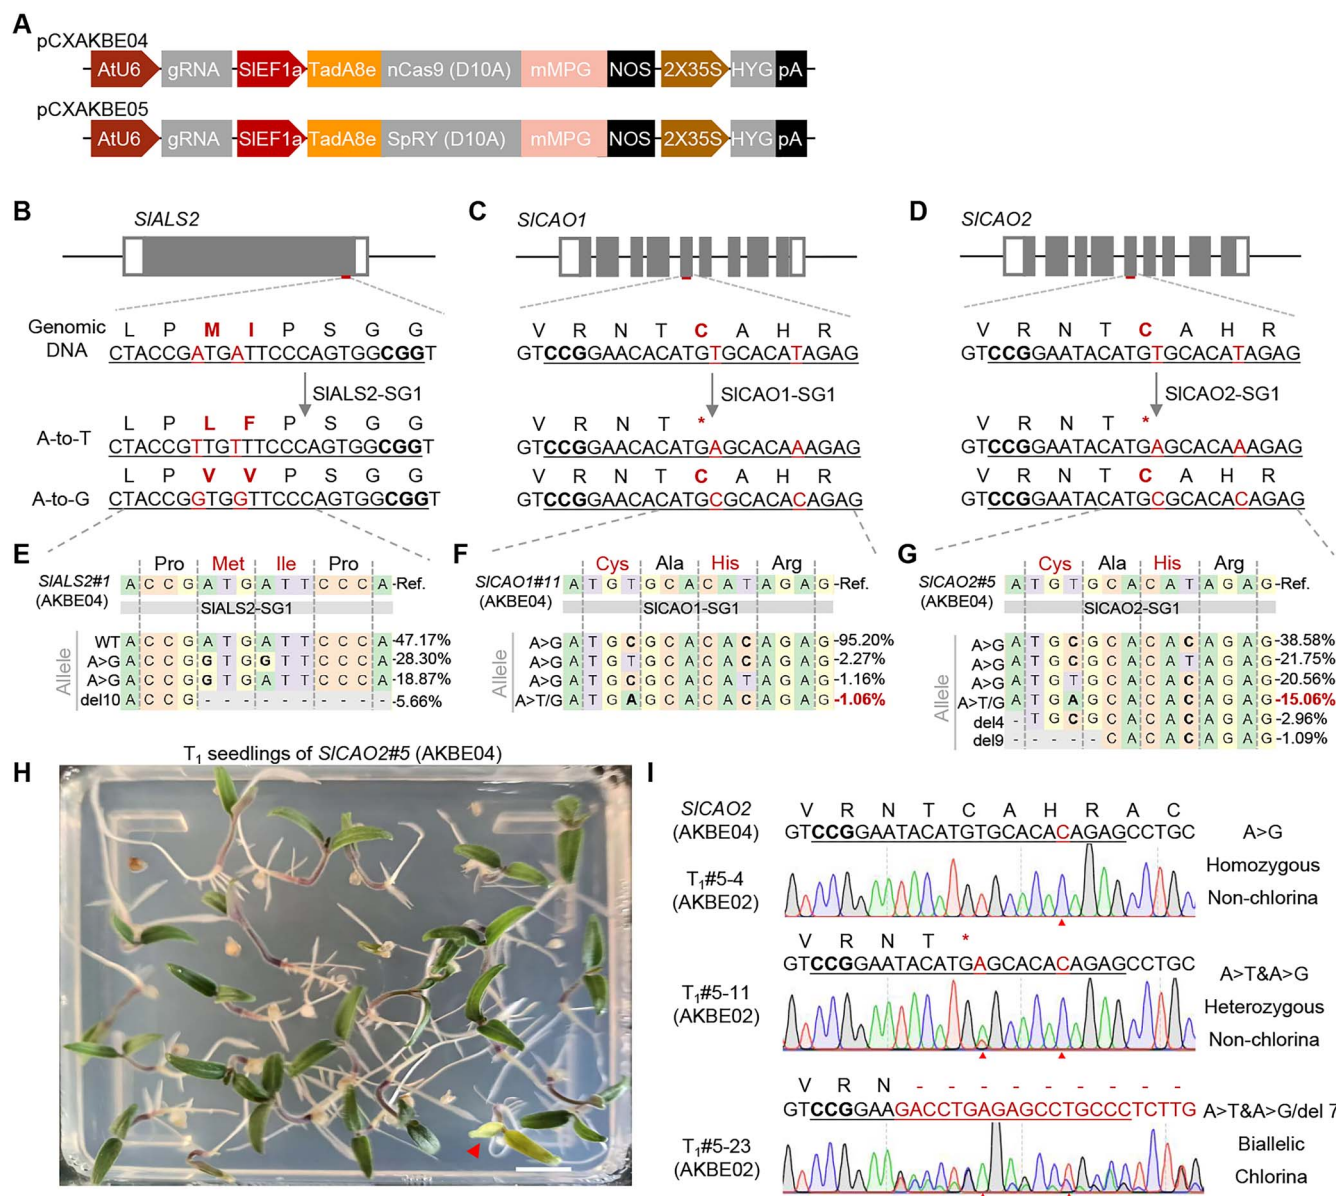 A
pCXAKBE04
AtU6 gRNA SlEF1a TadA8e nCas9 (D10A) mMPG NOS 2X35S HYG pA
pCXAKBE05
AtU6 gRNA SlEF1a TadA8e SpRY (D10A) mMPG NOS 2X35S HYG pA
B
SlALS2
Genomic DNA
L P M I P S G G
CTACCGATGATTCCCAGTGGCGGT
SlALS2-SG1
A-to-T
L P L F P S G G
CTACCGTTGTTTCCCAGTGGCGGT
A-to-G
L P V V P S G G
CTACCGGTGGTTCCCAGTGGCGGT
C
SlCAO1
V R N T C A H R
GTCCGGAACACATGTGCACATAGAG
SlCAO1-SG1
V R N T *
GTCCGGAACACATGAGCACAAAGAG
V R N T C A H R
GTCCGGAACACATGCGCACACAGAG
D
SlCAO2
V R N T C A H R
GTCCGGAATACATGTGCACATAGAG
SlCAO2-SG1
V R N T *
GTCCGGAATACATGAGCACAAAGAG
V R N T C A H R
GTCCGGAATACATGCGCACACAGAG
E
Pro Met Ile Pro
SlALS2#1
(AKBE04)
A C C G A T G A T T C C C A -Ref.
SlALS2-SG1
Allele
WT A C C G A T G A T T C C C A -47.17%
A>G A C C G G T G G T T C C C A -28.30%
A>G A C C G G T G A T T C C C A -18.87%
del10 A C C G - - - - - - - - - - -5.66%
F
Cys Ala His Arg
SlCAO1#11
(AKBE04)
A T G T G C A C A T A G A G -Ref.
SlCAO1-SG1
Allele
A>G A T G C G C A C A C A G A G -95.20%
A>G A T G T G C A C A C A G A G -2.27%
A>G A T G C G C A C A T A G A G -1.16%
A>T/G A T G A G C A C A C A G A G -1.06%
G
Cys Ala His Arg
SlCAO2#5
(AKBE04)
A T G T G C A C A T A G A G -Ref.
SlCAO2-SG1
Allele
A>G A T G C G C A C A C A G A G -38.58%
A>G A T G C G C A C A T A G A G -21.75%
A>G A T G T G C A C A C A G A G -20.56%
A>T/G A T G A G C A C A C A G A G -15.06%
del4 - T G C G C A C A C A G A G -2.96%
del9 - - - - - C A C A C A G A G -1.09%
H
T1 seedlings of SlCAO2#5 (AKBE04)
I
SlCAO2
(AKBE04)
V R N T C A H R A C
GTCCGGAATACATGTGCACACAGAGCCTGC
A>G
T1#5-4
(AKBE02)
Homozygous
Non-chlorina
V R N T *
GTCCGGAATACATGAGCACACAGAGCCTGC
T1#5-11
(AKBE02)
A>T&A>G
Heterozygous
Non-chlorina
V R N - - - - - - -
GTCCGGAAGACCTGAGAGCCTGCCCTCTTG
T1#5-23
(AKBE02)
A>T&A>G/del 7
Biallelic
Chlorina